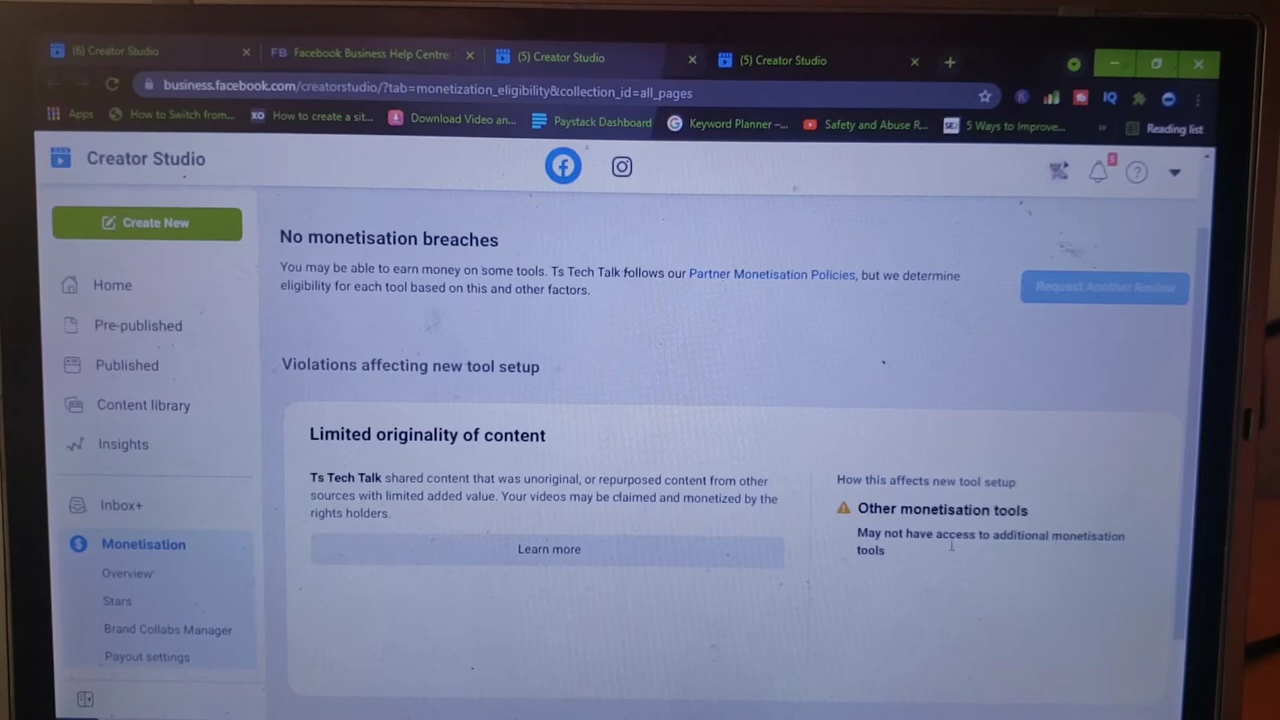 (6) Creator Studio
FB Facebook Business Help Centre:
(5) Creator Studio
(5) Creator Studio
business.facebook.com/creatorstudio/?tab=monetization_eligibility&collection_id=all_pages
Apps
How to Switch from...
XO How to create a sit...
Download Video an...
Paystack Dashboard
Keyword Planner –...
Safety and Abuse R...
5 Ways to Improve...
»
Reading list
Creator Studio
Create New
Home
Pre-published
Published
Content library
Insights
Inbox+
Monetisation
Overview
Stars
Brand Collabs Manager
Payout settings
No monetisation breaches
You may be able to earn money on some tools. Ts Tech Talk follows our Partner Monetisation Policies, but we determine
eligibility for each tool based on this and other factors.
Request Another Review
Violations affecting new tool setup
Limited originality of content
Ts Tech Talk shared content that was unoriginal, or repurposed content from other
sources with limited added value. Your videos may be claimed and monetized by the
rights holders.
Learn more
How this affects new tool setup
Other monetisation tools
May not have access to additional monetisation
tools